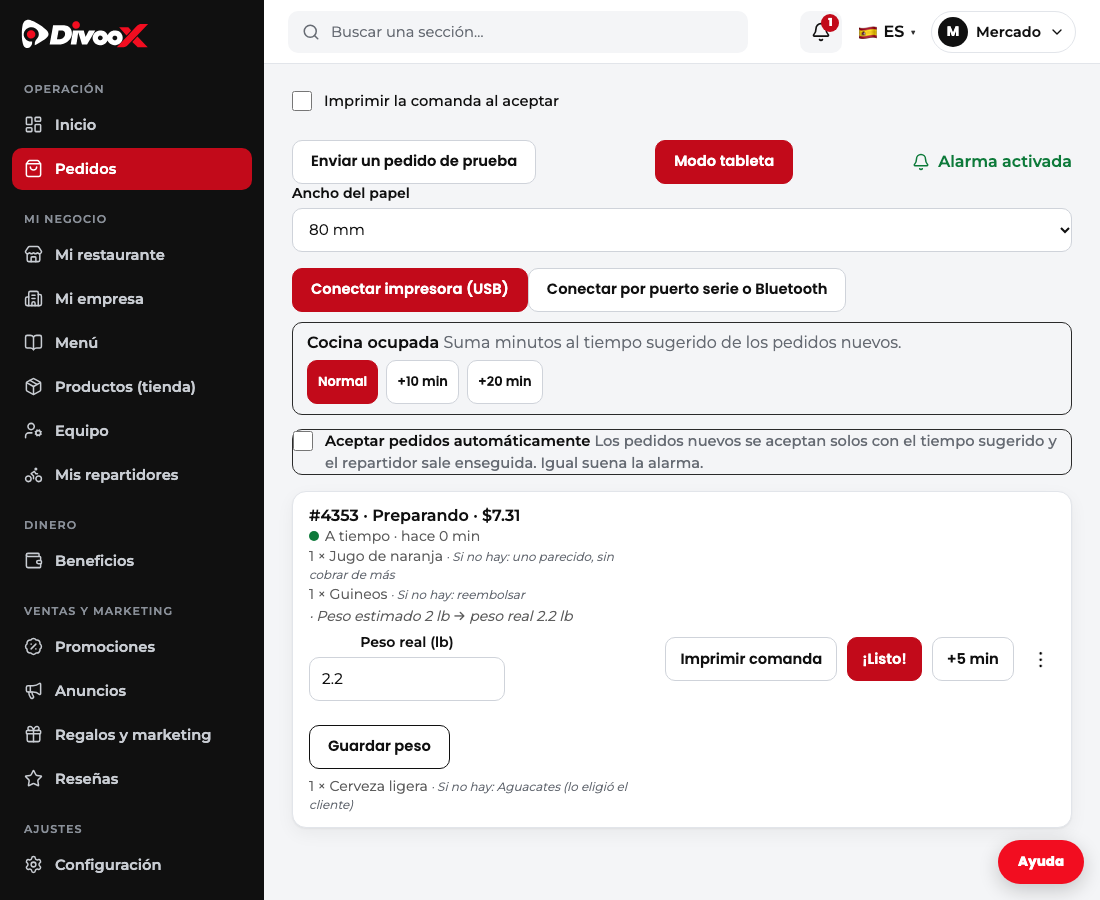 DivooX
Buscar una sección...
1
ES
M
Mercado
OPERACIÓN
Inicio
Pedidos
MI NEGOCIO
Mi restaurante
Mi empresa
Menú
Productos (tienda)
Equipo
Mis repartidores
DINERO
Beneficios
VENTAS Y MARKETING
Promociones
Anuncios
Regalos y marketing
Reseñas
AJUSTES
Configuración
Imprimir la comanda al aceptar
Enviar un pedido de prueba
Modo tableta
Alarma activada
Ancho del papel
80 mm
Conectar impresora (USB)
Conectar por puerto serie o Bluetooth
Cocina ocupada Suma minutos al tiempo sugerido de los pedidos nuevos.
Normal
+10 min
+20 min
Aceptar pedidos automáticamente Los pedidos nuevos se aceptan solos con el tiempo sugerido y
el repartidor sale enseguida. Igual suena la alarma.
#4353 · Preparando · $7.31
A tiempo · hace 0 min
1 × Jugo de naranja · Si no hay: uno parecido, sin
cobrar de más
1 × Guineos · Si no hay: reembolsar
· Peso estimado 2 lb → peso real 2.2 lb
Peso real (lb)
2.2
Guardar peso
1 × Cerveza ligera · Si no hay: Aguacates (lo eligió el
cliente)
Imprimir comanda
¡Listo!
+5 min
Ayuda